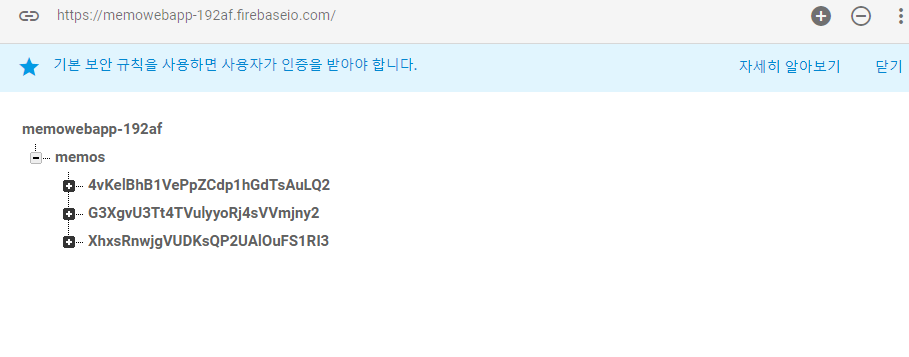 https://memowebapp-192af.firebaseio.com/
기본 보안 규칙을 사용하면 사용자가 인증을 받아야 합니다. 자세히 알아보기 닫기
memowebapp-192af
memos
4vKelBhB1VePpZCdp1hGdTsAuLQ2
G3XgvU3Tt4TVulyyoRj4sVVmjny2
XhxsRnwjgVUDKsQP2UAlOuFS1RI3